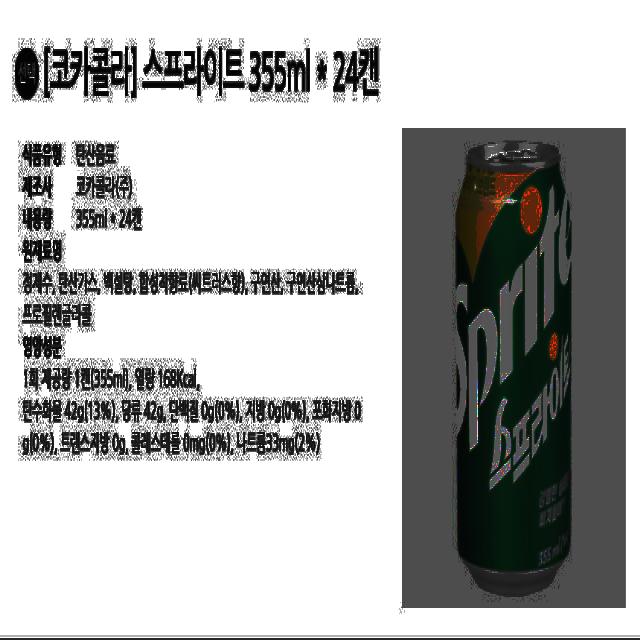 [코카콜라] 스프라이트 355ml * 24캔
식품유형 탄산음료
제조사 코카콜라(주)
내용량 355ml * 24캔
원재료명
정제수, 탄산가스, 백설탕, 합성착향료(씨트러스향), 구연산, 구연산삼나트륨,
프로필렌글리콜
영양성분
1회 제공량 1캔(355ml), 열량 168Kcal,
탄수화물 42g(13%), 당류 42g, 단백질 0g(0%), 지방 0g(0%), 포화지방 0
g(0%), 트랜스지방 0g, 콜레스테롤 0mg(0%), 나트륨33mg(2%)
Sprite
스프라이트
355 ml